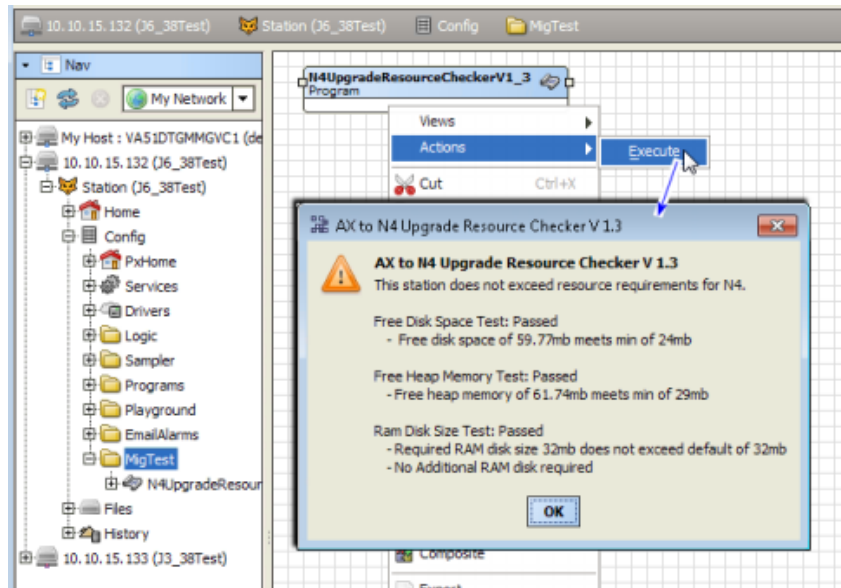 10.10.15.132 (J6_38Test) Station (J6_38Test) Config MigTest
Nav
My Network
My Host : VA51DTGMMGVC1 (de
10.10.15.132 (J6_38Test)
Station (J6_38Test)
Home
Config
PxHome
Services
Drivers
Logic
Sampler
Programs
Playground
EmailAlarms
MigTest
N4UpgradeResour
Files
History
10.10.15.133 (J3_38Test)
N4UpgradeResourceCheckerV1_3
Program
Views
Actions
Execute
Cut Ctrl+X
AX to N4 Upgrade Resource Checker V 1.3
AX to N4 Upgrade Resource Checker V 1.3
This station does not exceed resource requirements for N4.
Free Disk Space Test: Passed
- Free disk space of 59.77mb meets min of 24mb
Free Heap Memory Test: Passed
- Free heap memory of 61.74mb meets min of 29mb
Ram Disk Size Test: Passed
- Required RAM disk size 32mb does not exceed default of 32mb
- No Additional RAM disk required
OK
Composite